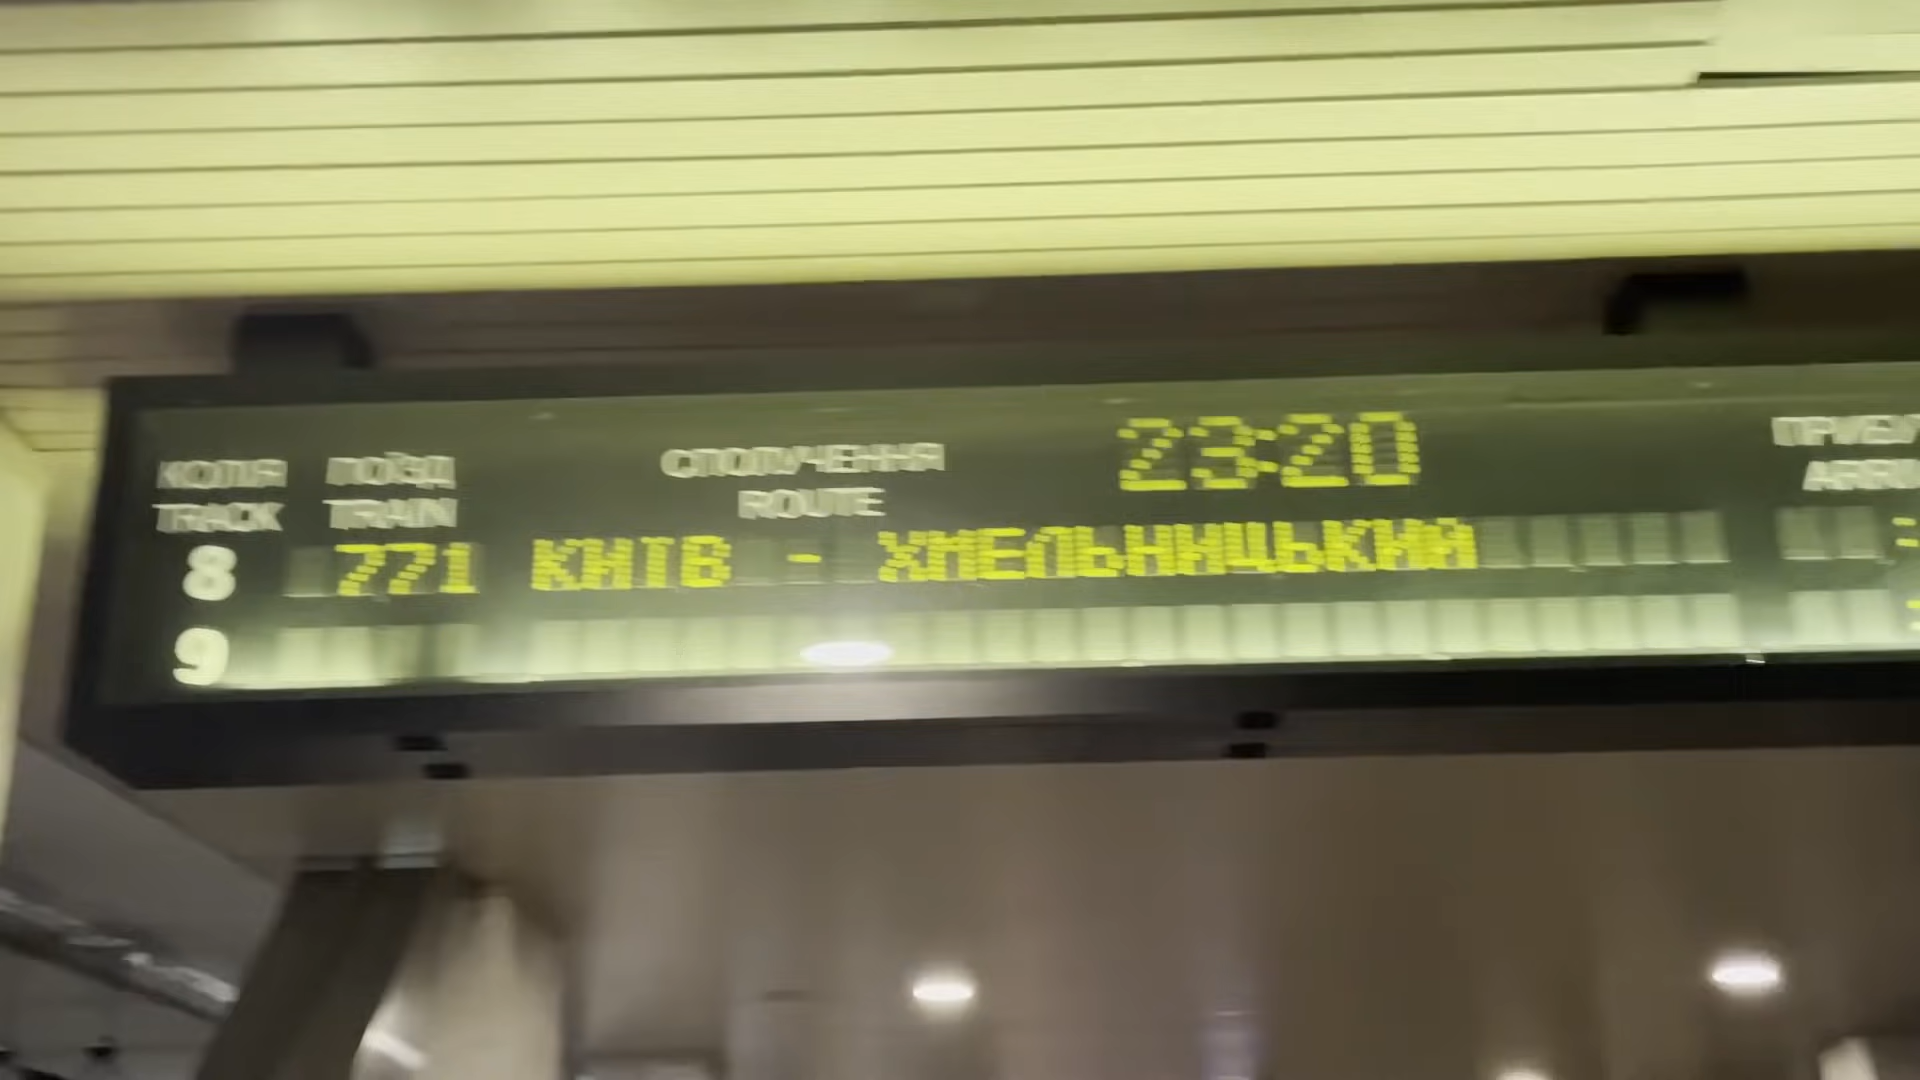 КОЛІЯ ПОЇЗД СПОЛУЧЕННЯ 23:20
TRACK TRAIN ROUTE
8 771 КИЇВ - ХМЕЛЬНИЦЬКИЙ
9